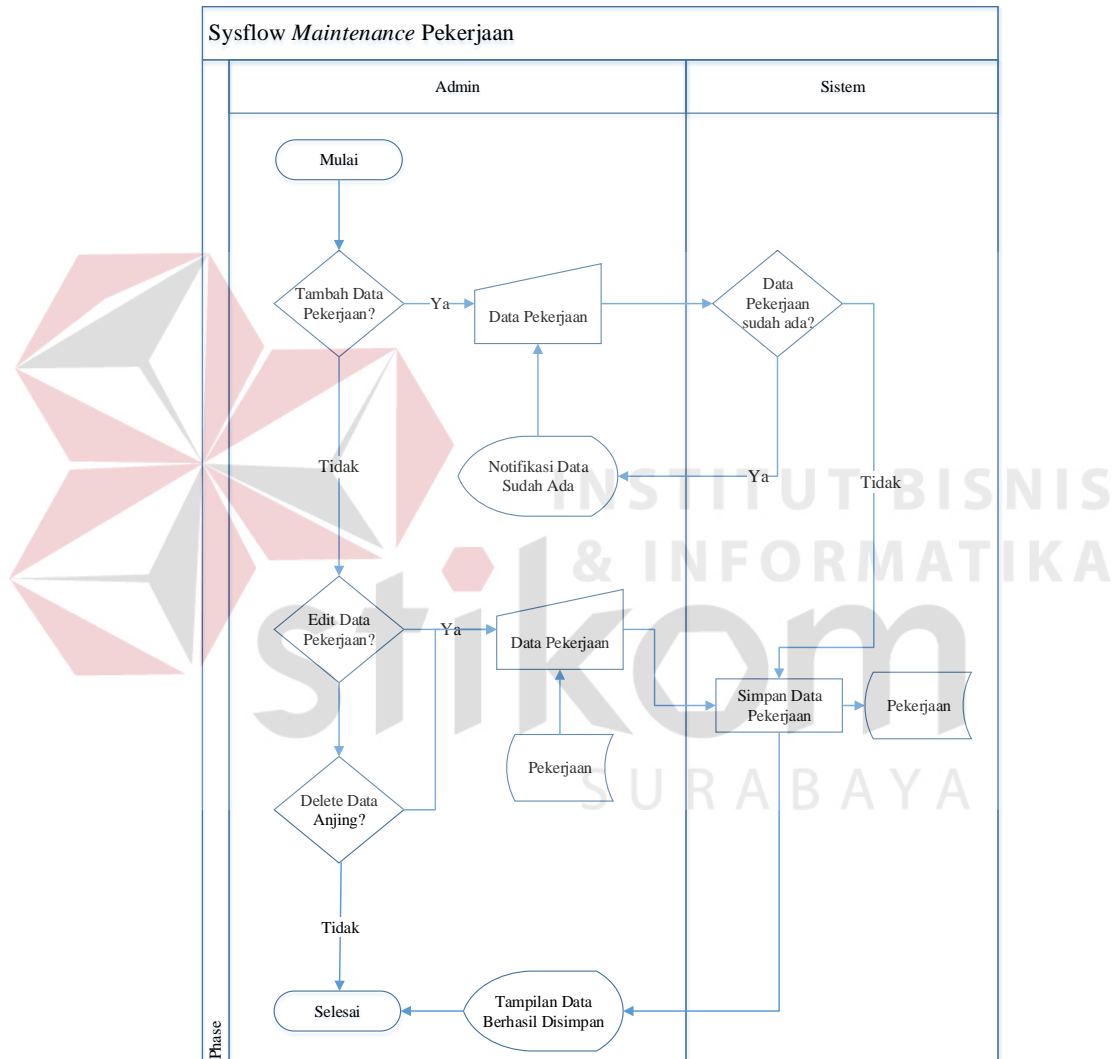 Sysflow Maintenance Pekerjaan
Admin
Sistem
Mulai
Tambah Data
Pekerjaan?
Ya
Data Pekerjaan
Data
Pekerjaan
sudah ada?
Tidak
Notifikasi Data
Sudah Ada
Ya
Tidak
INSTITUT BISNIS
& INFORMATIKA
stikom
SURABAYA
Edit Data
Pekerjaan?
Ya
Data Pekerjaan
Simpan Data
Pekerjaan
Pekerjaan
Pekerjaan
Delete Data
Anjing?
Tidak
Selesai
Tampilan Data
Berhasil Disimpan
Phase